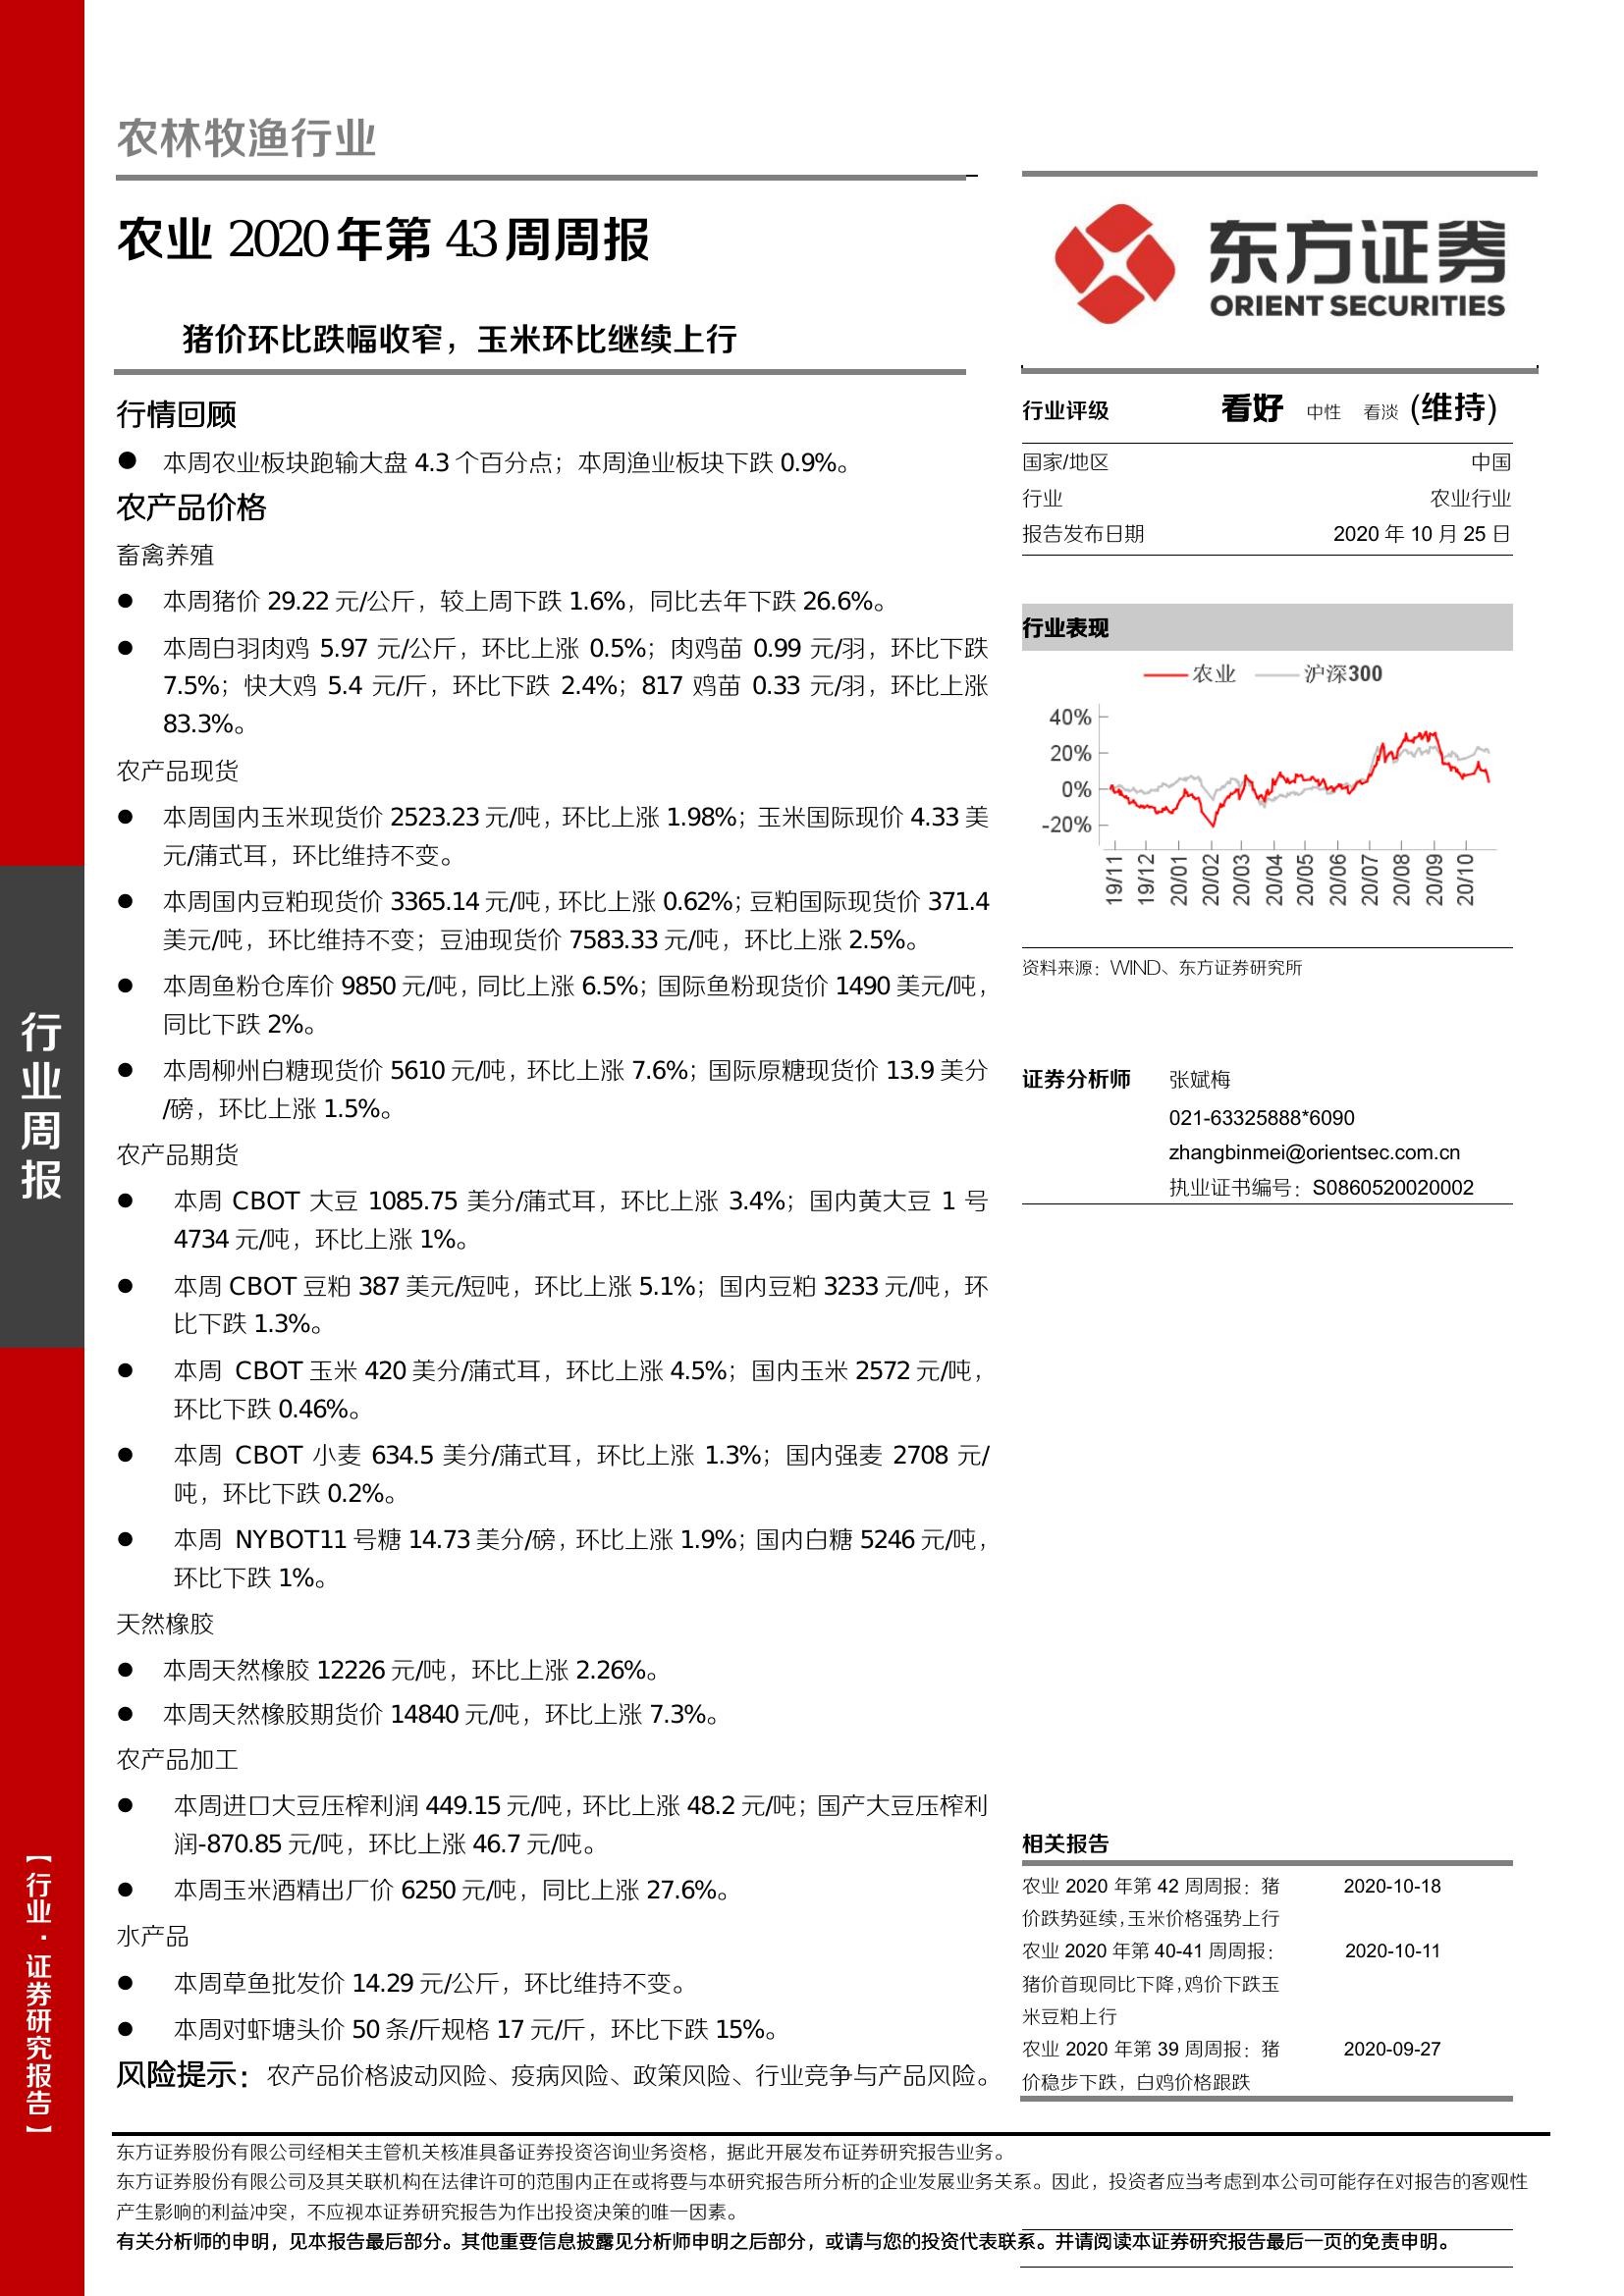 农林牧渔行业
农业 2020 年第 43 周周报
猪价环比跌幅收窄，玉米环比继续上行
行情回顾
● 本周农业板块跑输大盘 4.3 个百分点；本周渔业板块下跌 0.9%。
农产品价格
畜禽养殖
● 本周猪价 29.22 元/公斤，较上周下跌 1.6%，同比去年下跌 26.6%。
● 本周白羽肉鸡 5.97 元/公斤，环比上涨 0.5%；肉鸡苗 0.99 元/羽，环比下跌
7.5%；快大鸡 5.4 元/斤，环比下跌 2.4%；817 鸡苗 0.33 元/羽，环比上涨
83.3%。
农产品现货
● 本周国内玉米现货价 2523.23 元/吨，环比上涨 1.98%；玉米国际现价 4.33 美
元/蒲式耳，环比维持不变。
● 本周国内豆粕现货价 3365.14 元/吨，环比上涨 0.62%；豆粕国际现货价 371.4
美元/吨，环比维持不变；豆油现货价 7583.33 元/吨，环比上涨 2.5%。
● 本周鱼粉仓库价 9850 元/吨，同比上涨 6.5%；国际鱼粉现货价 1490 美元/吨，
同比下跌 2%。
● 本周柳州白糖现货价 5610 元/吨，环比上涨 7.6%；国际原糖现货价 13.9 美分
/磅，环比上涨 1.5%。
农产品期货
● 本周 CBOT 大豆 1085.75 美分/蒲式耳，环比上涨 3.4%；国内黄大豆 1 号
4734 元/吨，环比上涨 1%。
● 本周 CBOT 豆粕 387 美元/短吨，环比上涨 5.1%；国内豆粕 3233 元/吨，环
比下跌 1.3%。
● 本周 CBOT 玉米 420 美分/蒲式耳，环比上涨 4.5%；国内玉米 2572 元/吨，
环比下跌 0.46%。
● 本周 CBOT 小麦 634.5 美分/蒲式耳，环比上涨 1.3%；国内强麦 2708 元/
吨，环比下跌 0.2%。
● 本周 NYBOT11 号糖 14.73 美分/磅，环比上涨 1.9%；国内白糖 5246 元/吨，
环比下跌 1%。
天然橡胶
● 本周天然橡胶 12226 元/吨，环比上涨 2.26%。
● 本周天然橡胶期货价 14840 元/吨，环比上涨 7.3%。
农产品加工
● 本周进口大豆压榨利润 449.15 元/吨，环比上涨 48.2 元/吨；国产大豆压榨利
润-870.85 元/吨，环比上涨 46.7 元/吨。
● 本周玉米酒精出厂价 6250 元/吨，同比上涨 27.6%。
水产品
● 本周草鱼批发价 14.29 元/公斤，环比维持不变。
● 本周对虾塘头价 50 条/斤规格 17 元/斤，环比下跌 15%。
风险提示：农产品价格波动风险、疫病风险、政策风险、行业竞争与产品风险。
东方证券
ORIENT SECURITIES
行业评级 看好 中性 看淡 (维持)
国家/地区 中国
行业 农业行业
报告发布日期 2020 年 10 月 25 日
行业表现
农业 沪深300
40%
20%
0%
-20%
19/11 19/12 20/01 20/02 20/03 20/04 20/05 20/06 20/07 20/08 20/09 20/10
资料来源：WIND、东方证券研究所
证券分析师 张斌梅
021-63325888*6090
zhangbinmei@orientsec.com.cn
执业证书编号：S0860520020002
相关报告
农业 2020 年第 42 周周报：猪 2020-10-18
价跌势延续,玉米价格强势上行
农业 2020 年第 40-41 周周报： 2020-10-11
猪价首现同比下降,鸡价下跌玉
米豆粕上行
农业 2020 年第 39 周周报：猪 2020-09-27
价稳步下跌，白鸡价格跟跌
行业周报
【行业·证券研究报告】
东方证券股份有限公司经相关主管机关核准具备证券投资咨询业务资格，据此开展发布证券研究报告业务。
东方证券股份有限公司及其关联机构在法律许可的范围内正在或将要与本研究报告所分析的企业发展业务关系。因此，投资者应当考虑到本公司可能存在对报告的客观性
产生影响的利益冲突，不应视本证券研究报告为作出投资决策的唯一因素。
有关分析师的申明，见本报告最后部分。其他重要信息披露见分析师申明之后部分，或请与您的投资代表联系。并请阅读本证券研究报告最后一页的免责申明。